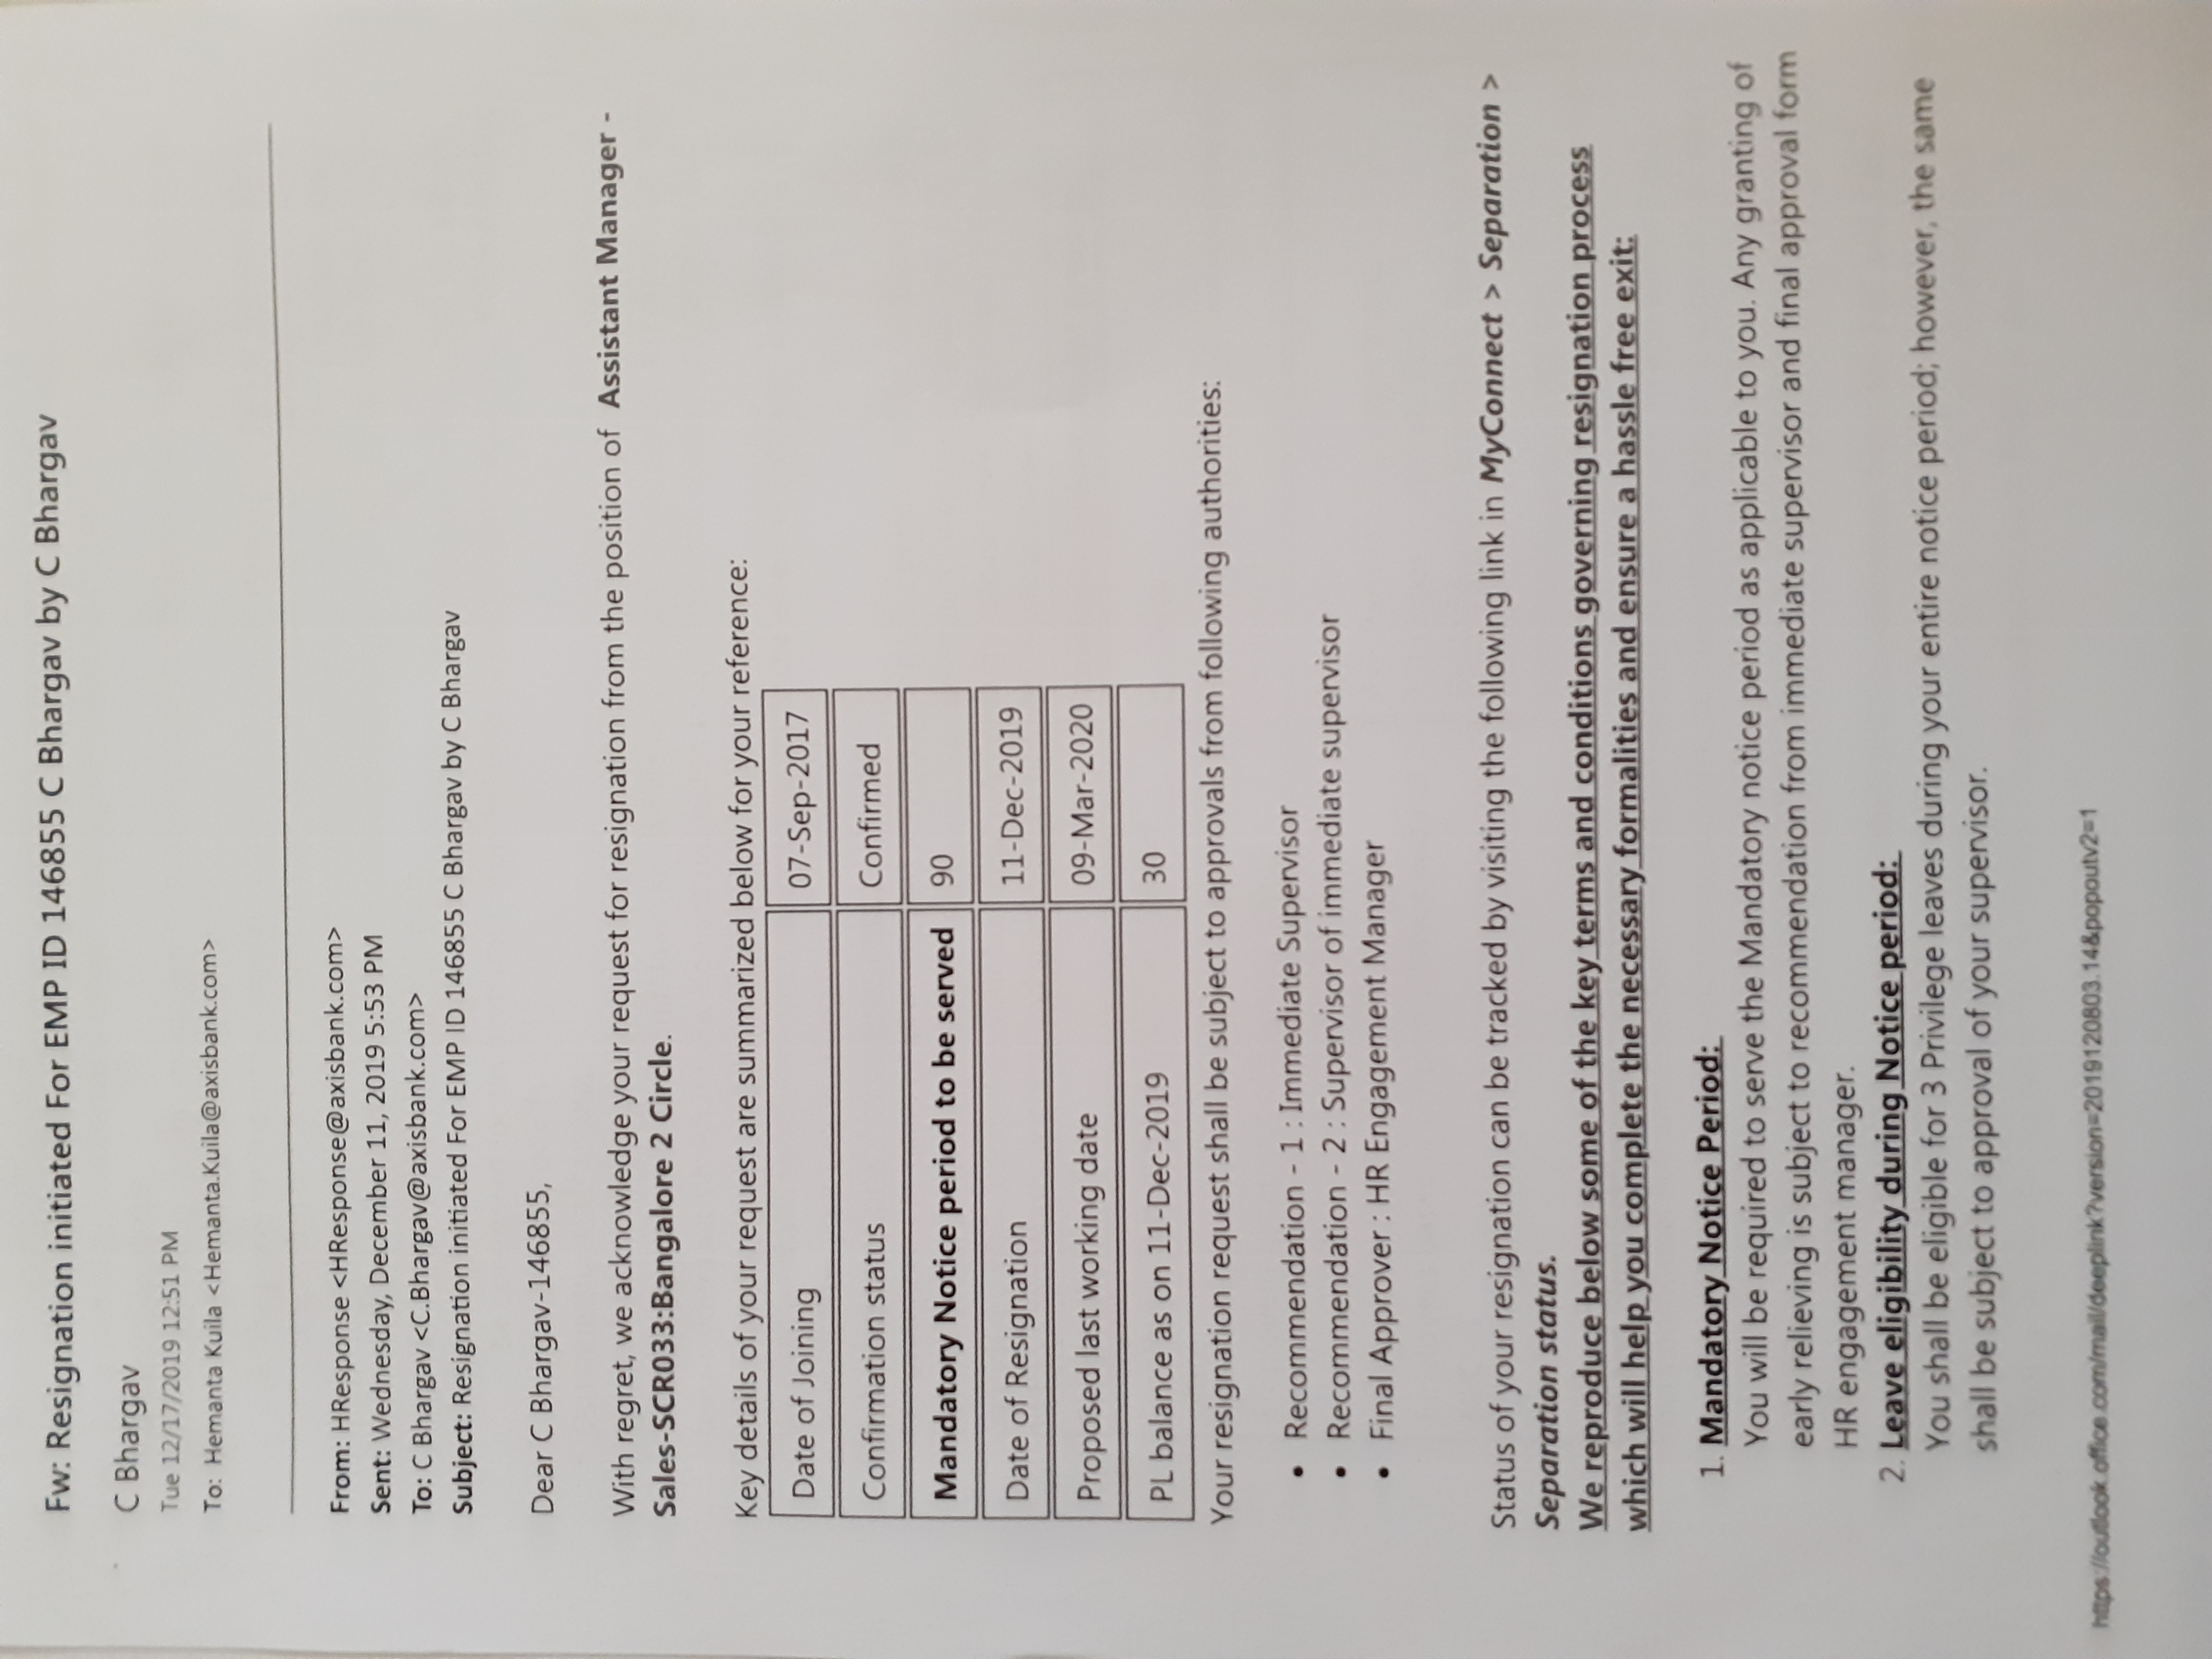 Fw: Resignation initiated For EMP ID 146855 C Bhargav by C Bhargav
C Bhargav
Tue 12/17/2019 12:51 PM
To: Hemanta Kuila <Hemanta.Kuila@axisbank.com>
From: HResponse <HResponse@axisbank.com>
Sent: Wednesday, December 11, 2019 5:53 PM
To: C Bhargav <C.Bhargav@axisbank.com>
Subject: Resignation initiated For EMP ID 146855 C Bhargav by C Bhargav
Dear C Bhargav-146855,
With regret, we acknowledge your request for resignation from the position of Assistant Manager -
Sales-SCR033:Bangalore 2 Circle.
Key details of your request are summarized below for your reference:
Date of Joining 07-Sep-2017
Confirmation status Confirmed
Mandatory Notice period to be served 90
Date of Resignation 11-Dec-2019
Proposed last working date 09-Mar-2020
PL balance as on 11-Dec-2019 30
Your resignation request shall be subject to approvals from following authorities:
• Recommendation - 1 : Immediate Supervisor
• Recommendation - 2 : Supervisor of immediate supervisor
• Final Approver : HR Engagement Manager
Status of your resignation can be tracked by visiting the following link in MyConnect > Separation >
Separation status.
We reproduce below some of the key terms and conditions governing resignation process
which will help you complete the necessary formalities and ensure a hassle free exit:
1. Mandatory Notice Period:
You will be required to serve the Mandatory notice period as applicable to you. Any granting of
early relieving is subject to recommendation from immediate supervisor and final approval form
HR engagement manager.
2. Leave eligibility during Notice period:
You shall be eligible for 3 Privilege leaves during your entire notice period; however, the same
shall be subject to approval of your supervisor.
https://outlook.office.com/mail/deeplink?version=2019120803.14&popoutv2=1